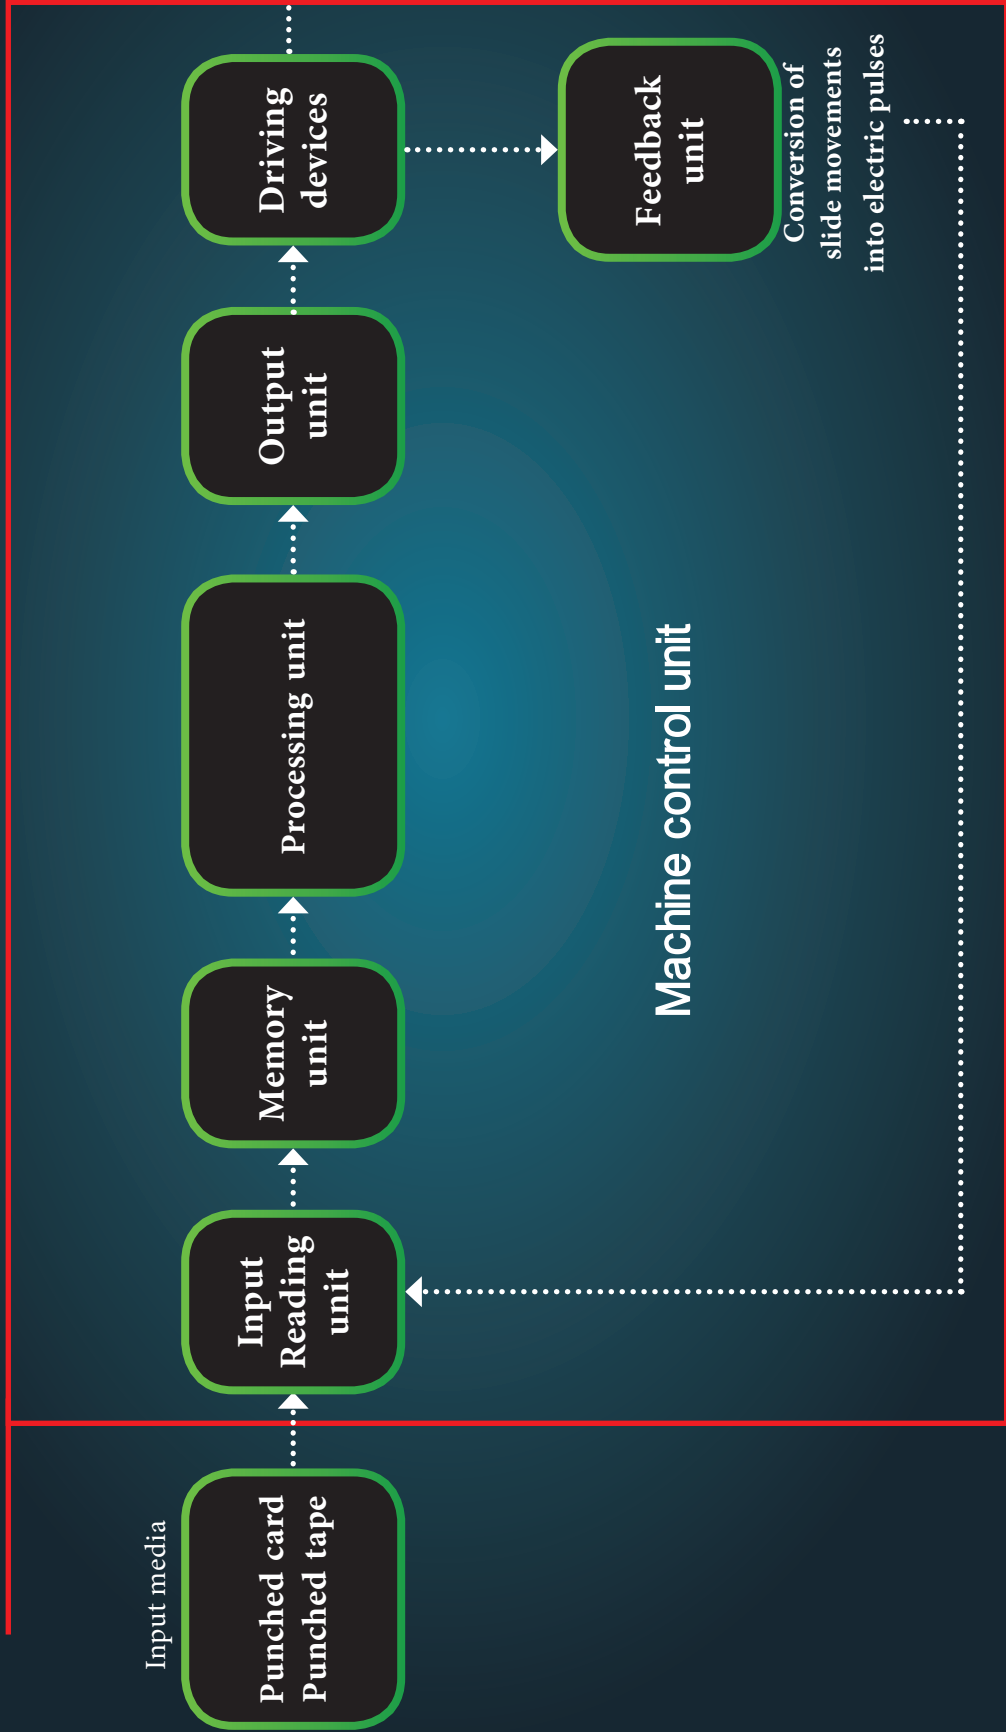 Input media
Punched card
Punched tape
Input
Reading
unit
Memory
unit
Processing unit
Output
unit
Driving
devices
Feedback
unit
Conversion of
slide movements
into electric pulses
Machine control unit